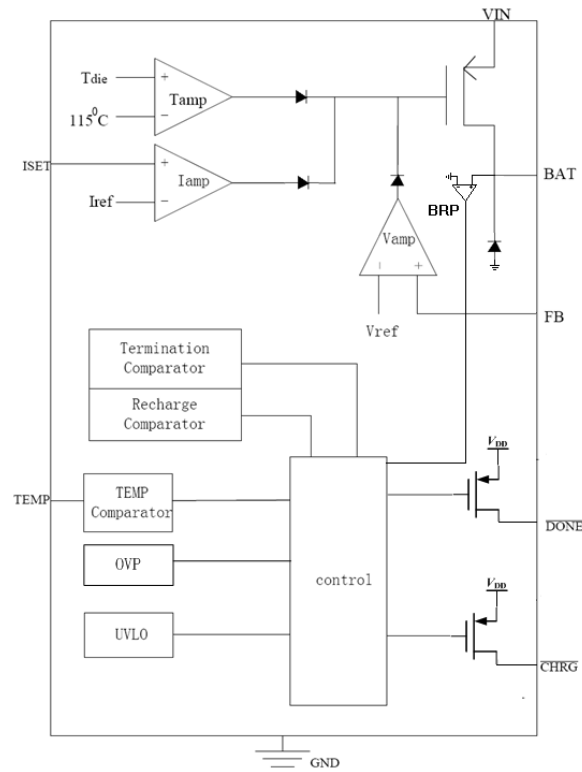 VIN
Tdie
+
Tamp
115⁰C
−
ISET
+
Iamp
Iref
−
BAT
BRP
Vamp
−
+
FB
Vref
Termination
Comparator
Recharge
Comparator
VDD
TEMP
TEMP
Comparator
DONE
OVP
control
VDD
UVLO
CHRG
GND